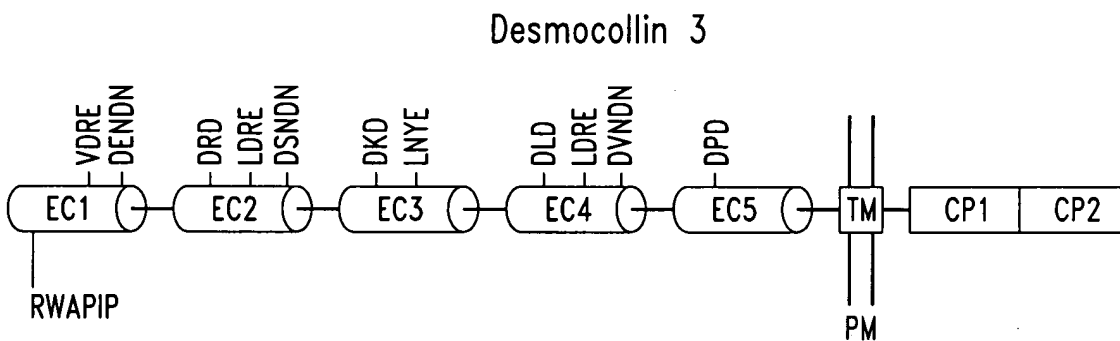 Desmocollin 3
VDRE
DENDN
DRD
LDRE
DSNDN
DKD
LNYE
DLD
LDRE
DVNDN
DPD
EC1
EC2
EC3
EC4
EC5
TM
CP1
CP2
RWAPIP
PM